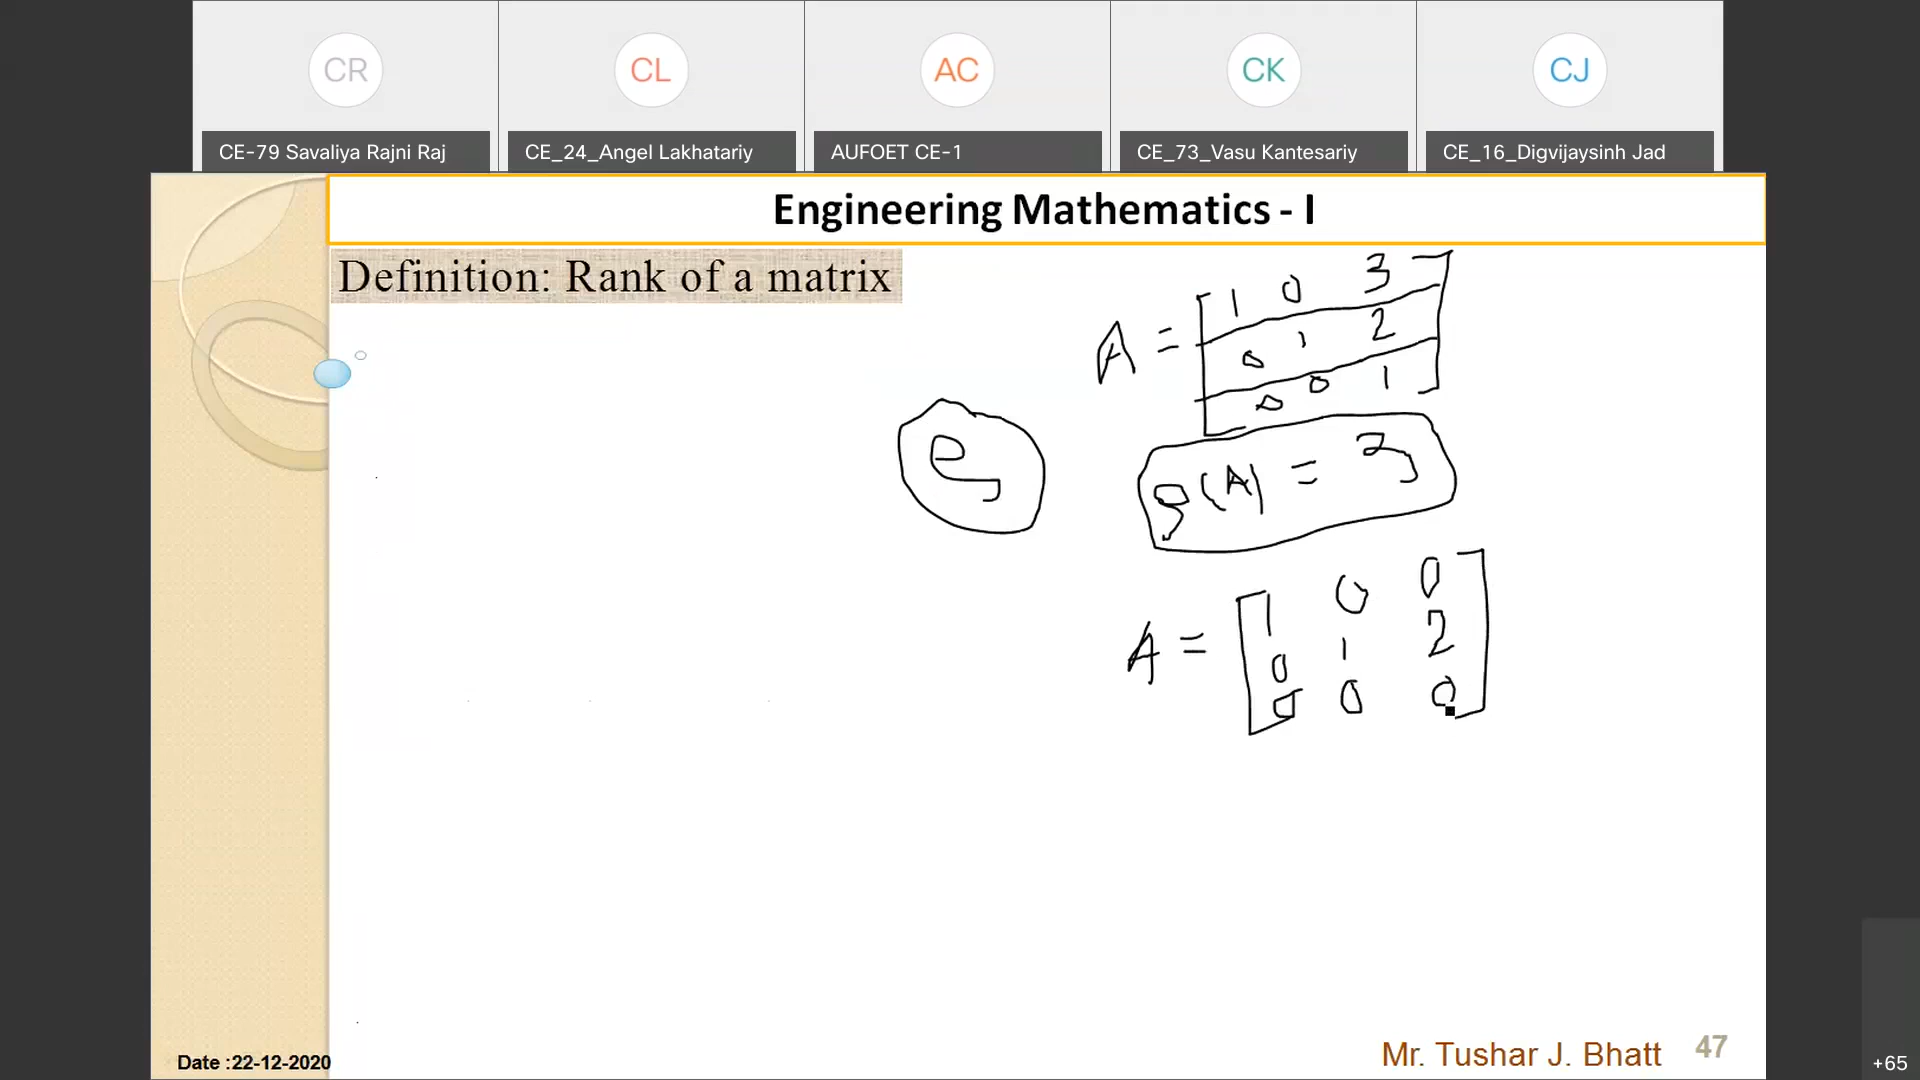 CR CL AC CK CJ
CE-79 Savaliya Rajni Raj CE_24_Angel Lakhatariy AUFOET CE-1 CE_73_Vasu Kantesariy CE_16_Digvijaysinh Jad
Engineering Mathematics - I
Definition: Rank of a matrix
A = [1 0 3
0 1 2
0 0 1]
ρ
ρ(A) = 3
A = [1 0 0
0 1 2
0 0 0]
Date :22-12-2020
Mr. Tushar J. Bhatt 47
+65